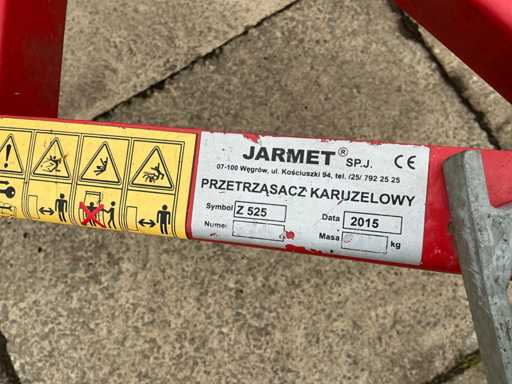 JARMET® SP.J. CE
07-100 Węgrów, ul. Kościuszki 94, tel. /25/ 792 25 25
PRZETRZĄSACZ KARUZELOWY
Symbol Z 525 Data 2015
Numer Masa kg